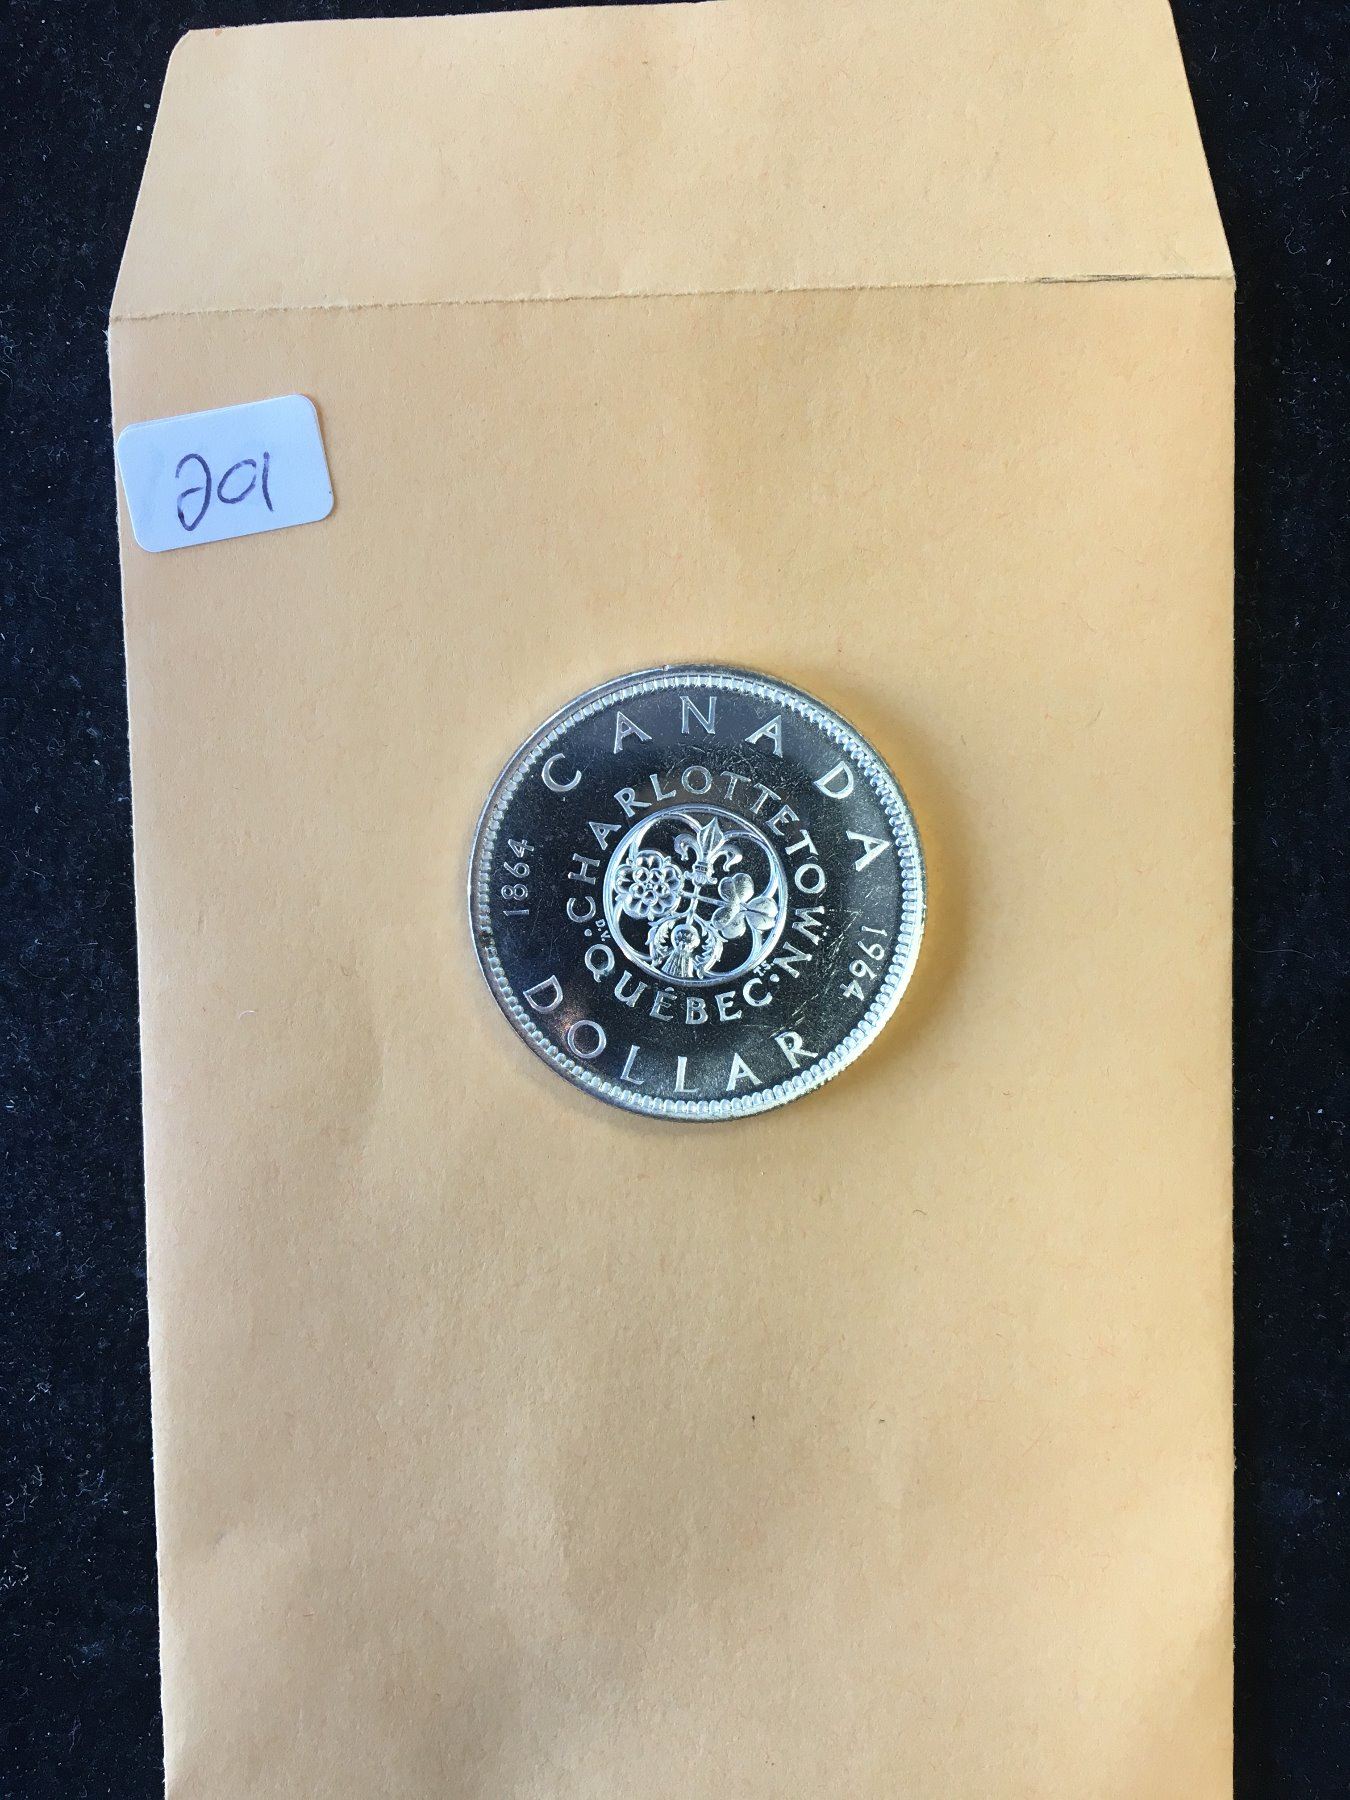 201
CANADA
1864
1964
CHARLOTTETOWN
• QUÉBEC •
D.V.
T.S.
DOLLAR